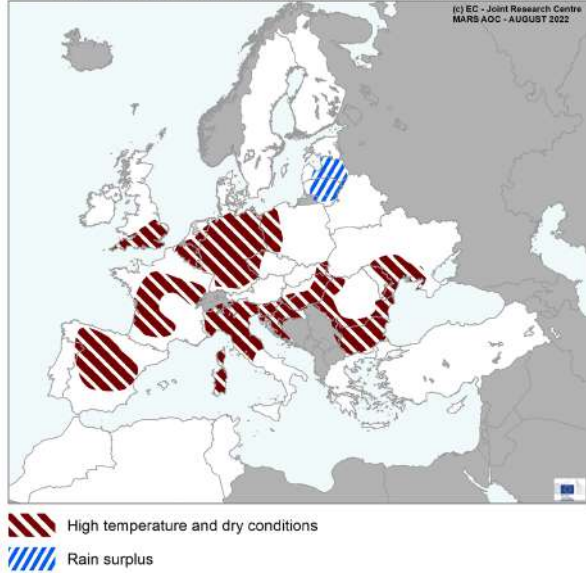 (c) EC - Joint Research Centre
MARS AOC - AUGUST 2022
High temperature and dry conditions
Rain surplus